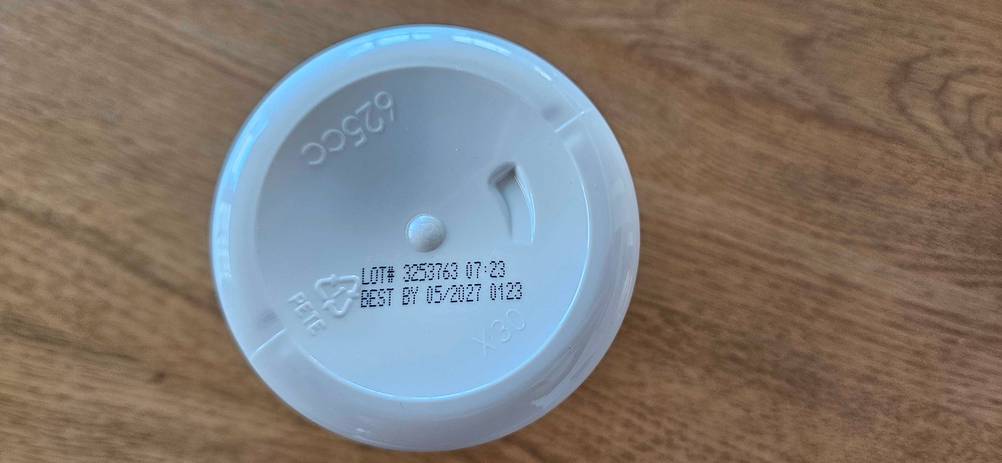 625cc
LOT# 3253763 07:23
BEST BY 05/2027 0123
PETE
X30